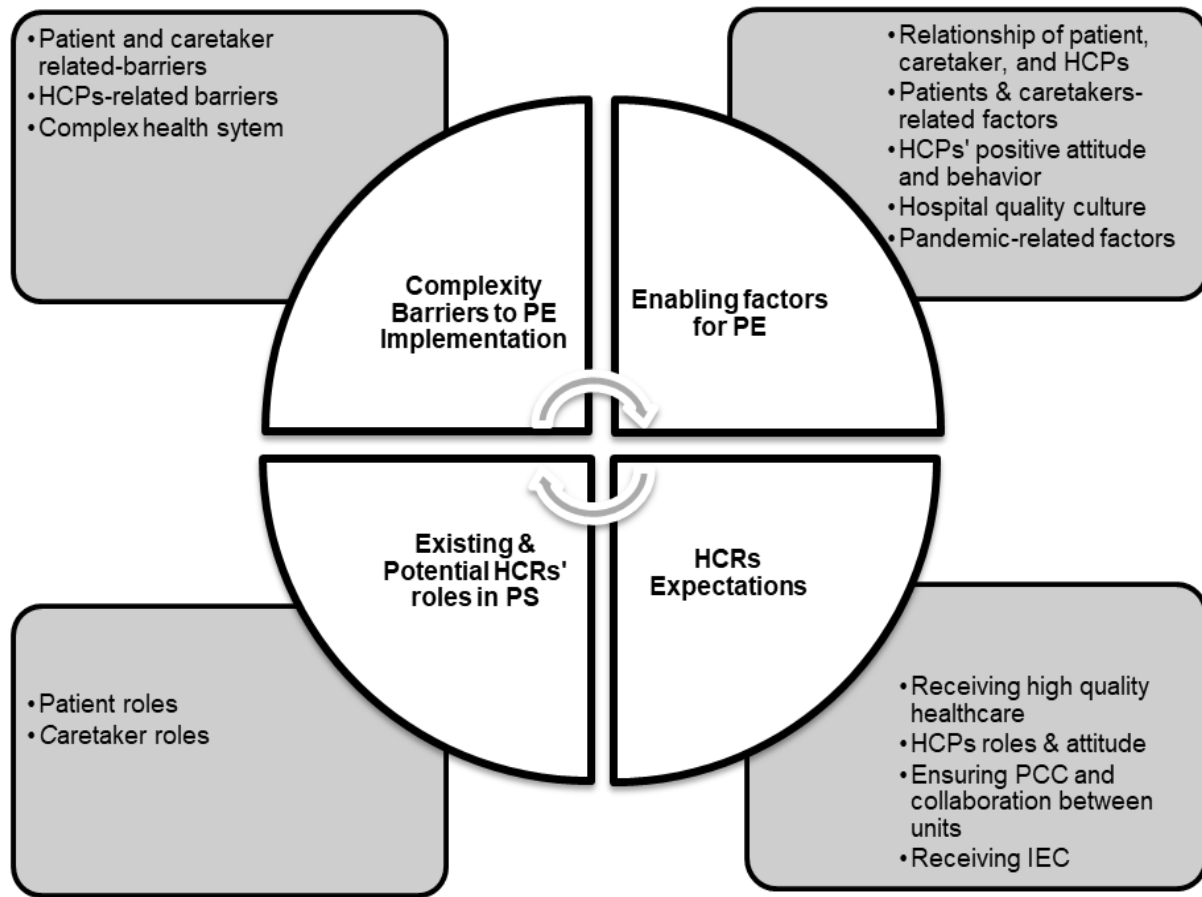 •Patient and caretaker
related-barriers
•HCPs-related barriers
•Complex health sytem
•Relationship of patient,
caretaker, and HCPs
•Patients & caretakers-
related factors
•HCPs' positive attitude
and behavior
•Hospital quality culture
•Pandemic-related factors
Complexity
Barriers to PE
Implementation
Enabling factors
for PE
Existing &
Potential HCRs'
roles in PS
HCRs
Expectations
•Patient roles
•Caretaker roles
•Receiving high quality
healthcare
•HCPs roles & attitude
•Ensuring PCC and
collaboration between
units
•Receiving IEC